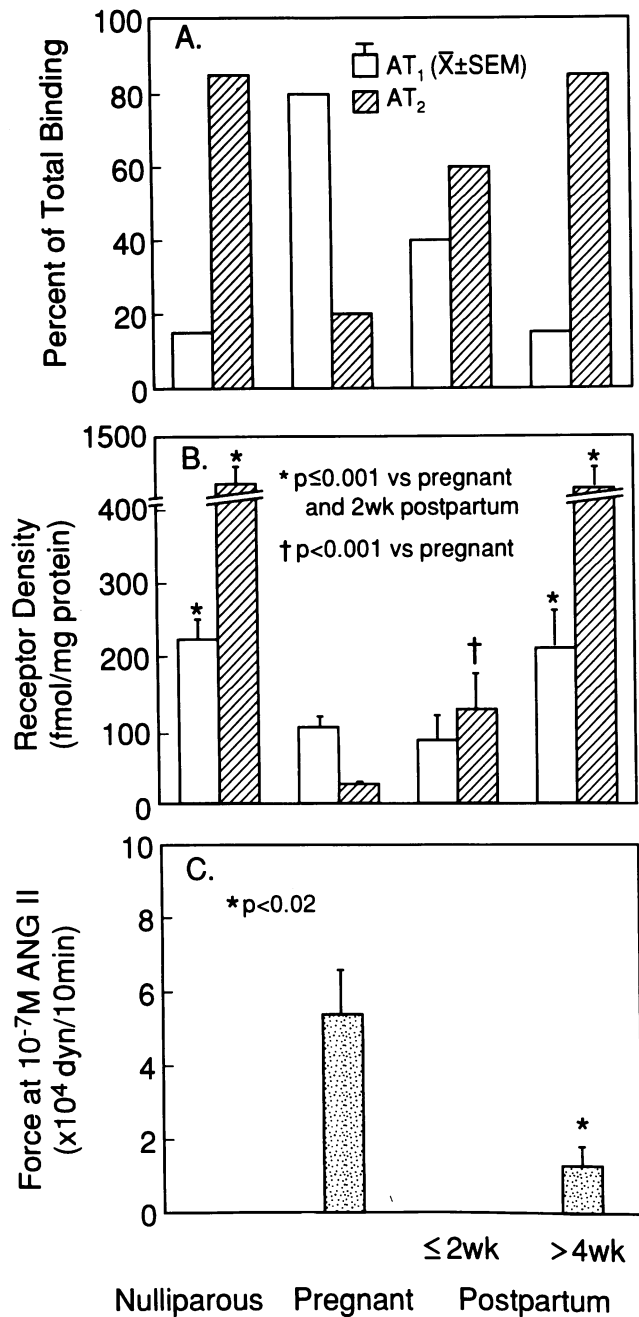 A.
AT₁ (X̄±SEM)
AT₂
100
80
60
40
20
0
Percent of Total Binding
B.
*p≤0.001 vs pregnant
and 2wk postpartum
†p<0.001 vs pregnant
1500
400
300
200
100
0
*
*
†
*
*
Receptor Density
(fmol/mg protein)
C.
*p<0.02
10
8
6
4
2
0
*
Force at 10⁻⁷M ANG II
(x10⁴ dyn/10min)
≤2wk >4wk
Nulliparous Pregnant Postpartum